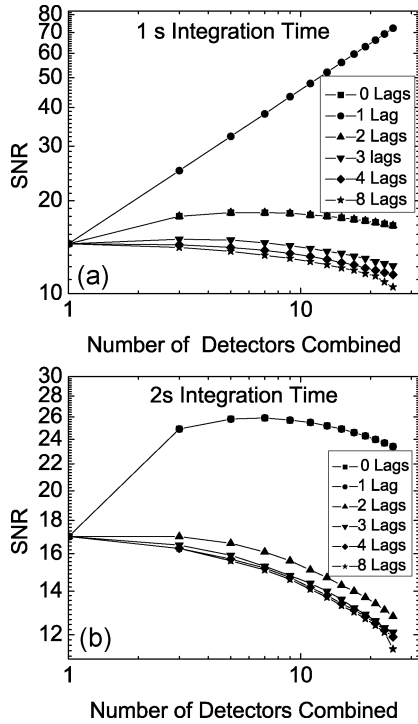 80
70
60
50
40
30
20
10
SNR
1 s Integration Time
0 Lags
1 Lag
2 Lags
3 lags
4 Lags
8 Lags
(a)
1
10
Number of Detectors Combined
30
28
26
24
22
20
18
16
14
12
SNR
2s Integration Time
0 Lags
1 Lag
2 Lags
3 Lags
4 Lags
8 Lags
(b)
1
10
Number of Detectors Combined